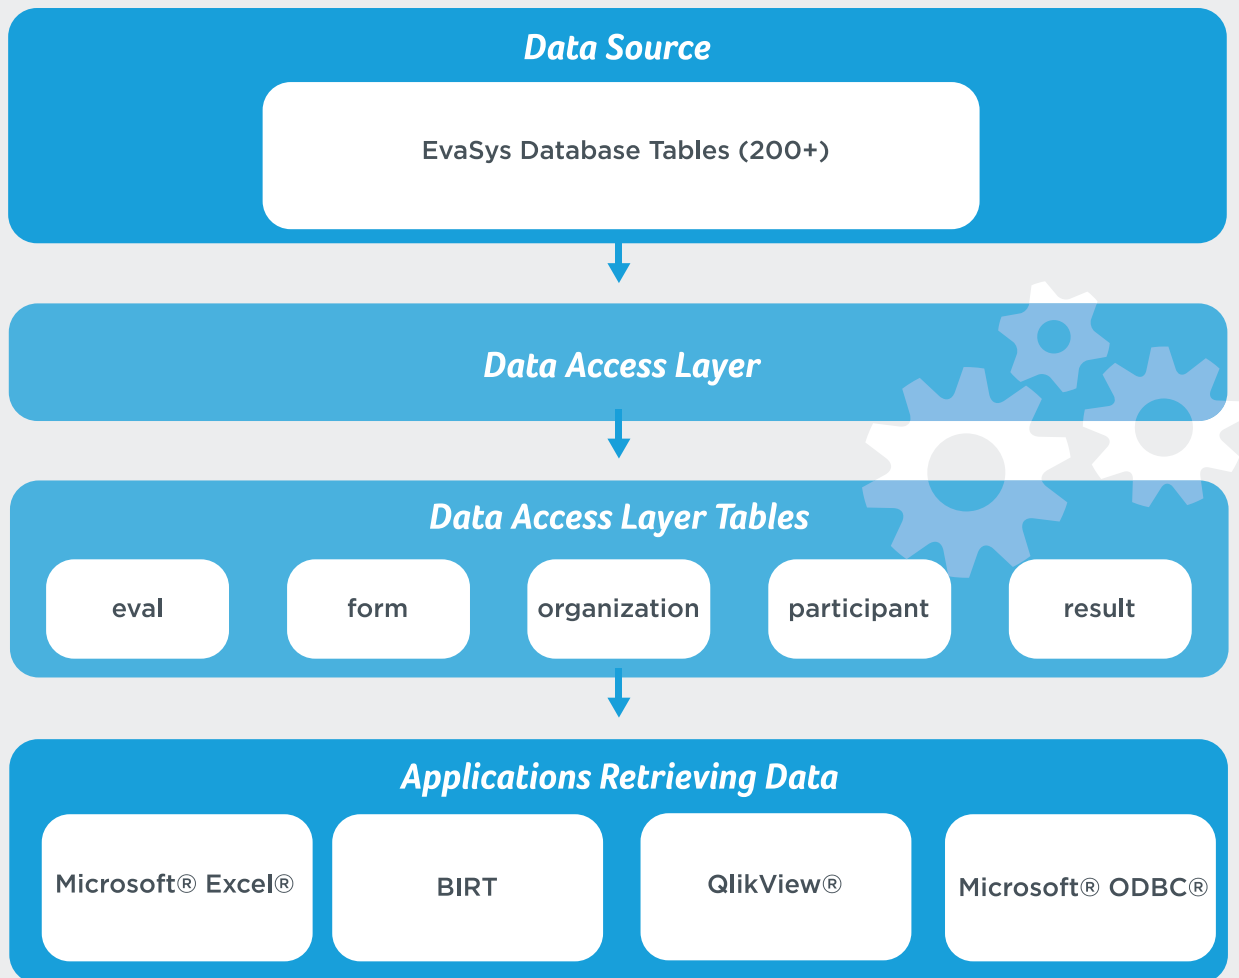 Data Source
EvaSys Database Tables (200+)
Data Access Layer
Data Access Layer Tables
eval
form
organization
participant
result
Applications Retrieving Data
Microsoft® Excel®
BIRT
QlikView®
Microsoft® ODBC®